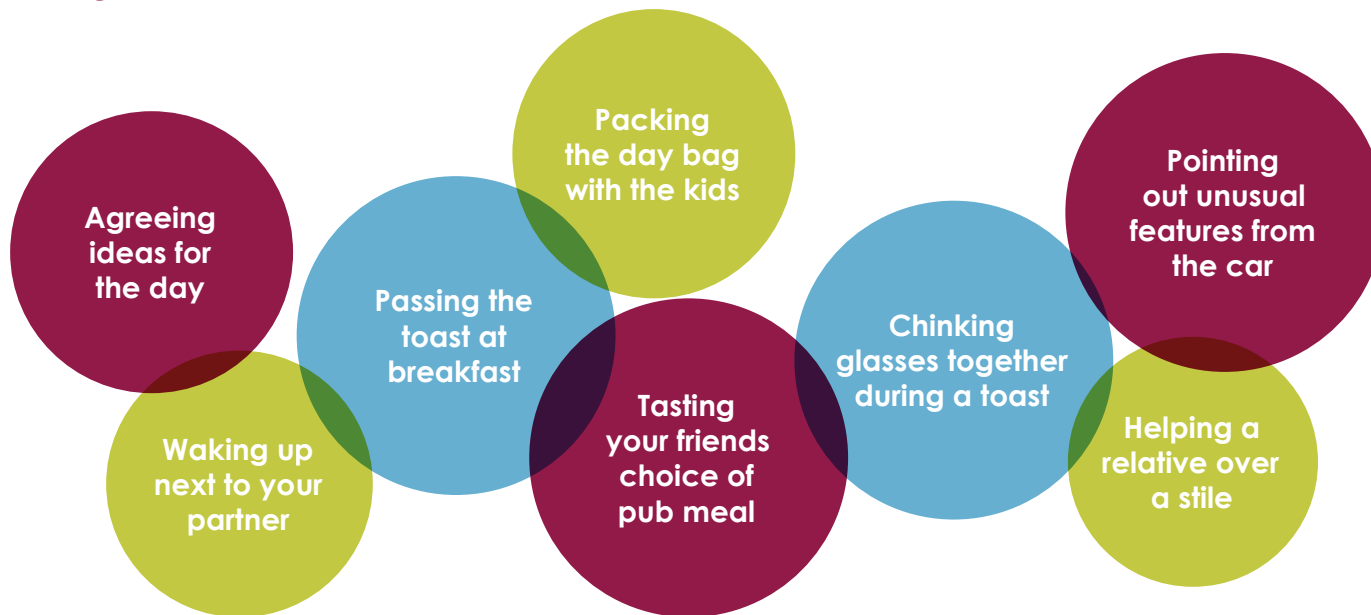 Agreeing
ideas for
the day
Waking up
next to your
partner
Passing the
toast at
breakfast
Packing
the day bag
with the kids
Tasting
your friends
choice of
pub meal
Chinking
glasses together
during a toast
Pointing
out unusual
features from
the car
Helping a
relative over
a stile